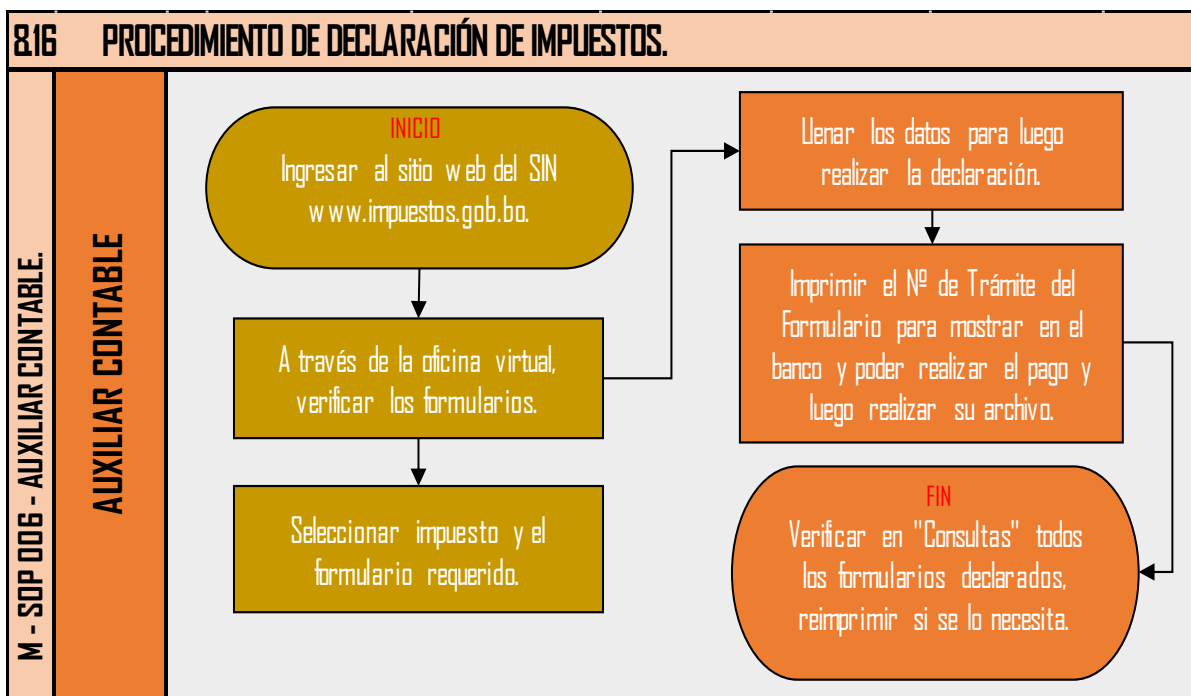 8.16 PROCEDIMIENTO DE DECLARACIÓN DE IMPUESTOS.
M - SOP 006 - AUXILIAR CONTABLE.
AUXILIAR CONTABLE
INICIO
Ingresar al sitio web del SIN
www.impuestos.gob.bo.
A través de la oficina virtual,
verificar los formularios.
Seleccionar impuesto y el
formulario requerido.
Llenar los datos para luego
realizar la declaración.
Imprimir el Nº de Trámite del
Formulario para mostrar en el
banco y poder realizar el pago y
luego realizar su archivo.
FIN
Verificar en "Consultas" todos
los formularios declarados,
reimprimir si se lo necesita.